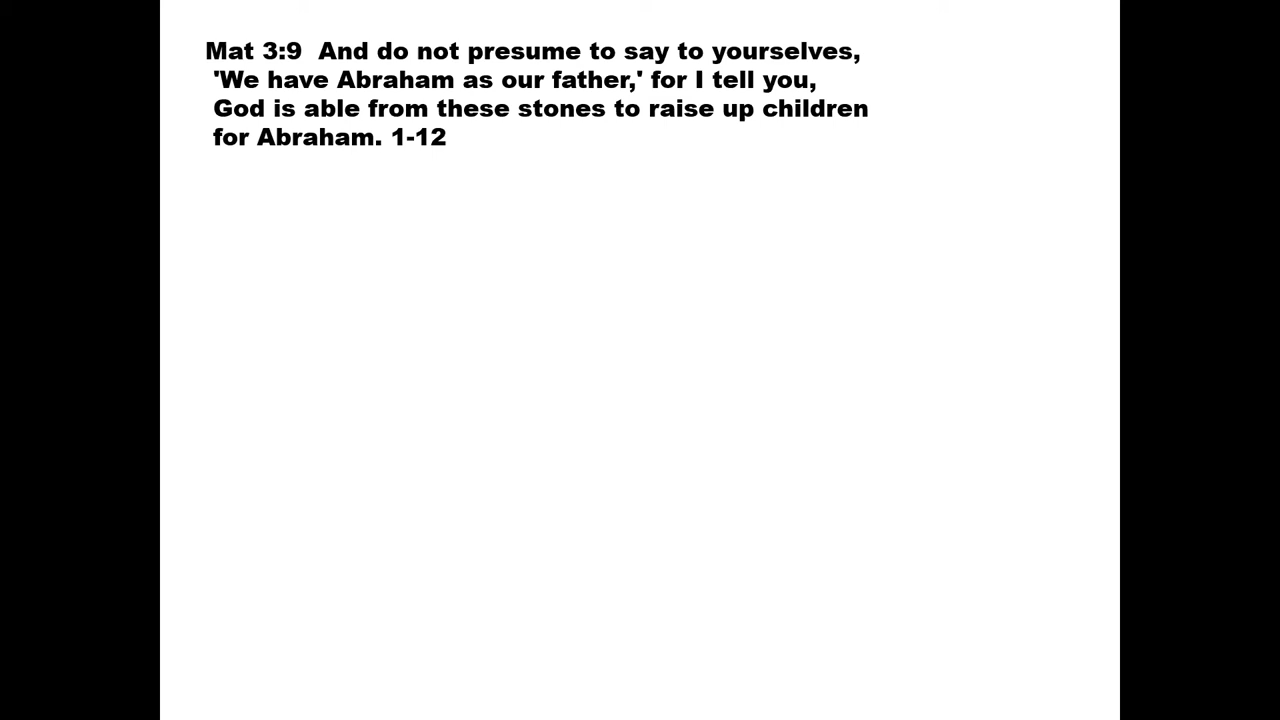 Mat 3:9  And do not presume to say to yourselves,
'We have Abraham as our father,' for I tell you,
God is able from these stones to raise up children
for Abraham. 1-12